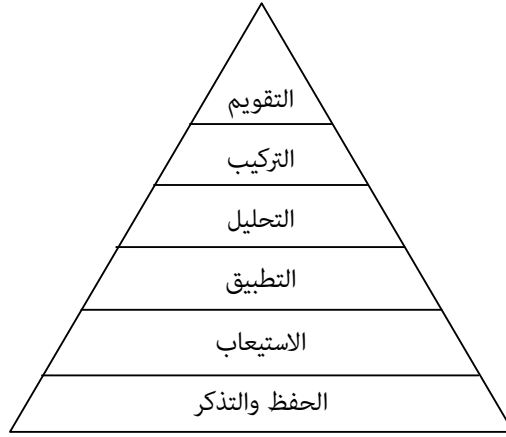 التقويم
التركيب
التحليل
التطبيق
الاستيعاب
الحفظ والتذكر